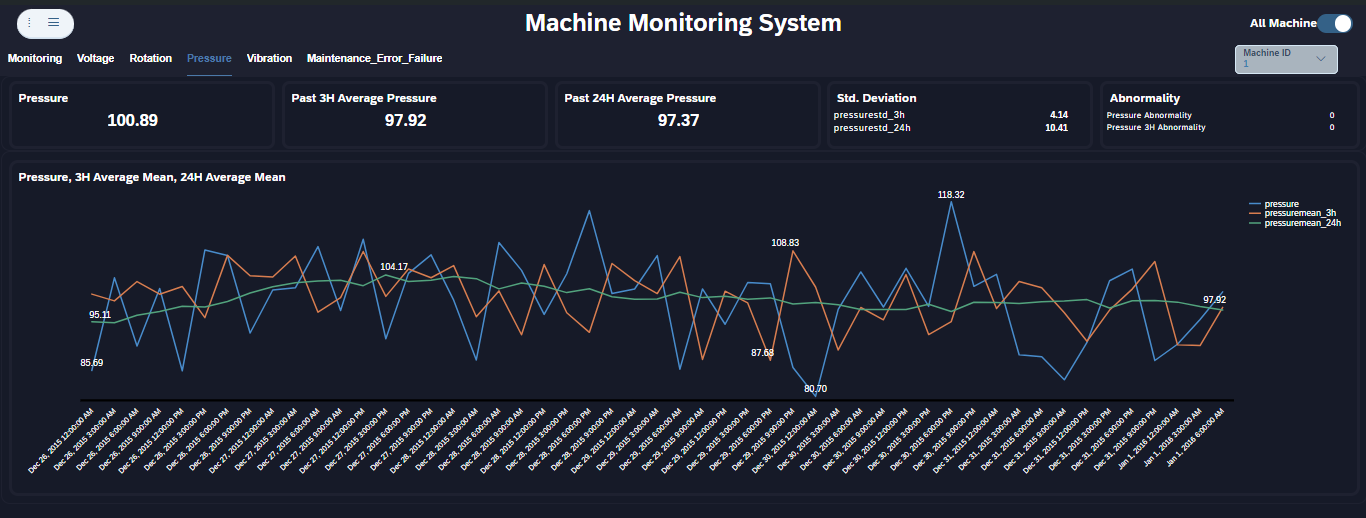 Machine Monitoring System
All Machine
Monitoring
Voltage
Rotation
Pressure
Vibration
Maintenance_Error_Failure
Machine ID
1
Pressure
100.89
Past 3H Average Pressure
97.92
Past 24H Average Pressure
97.37
Std. Deviation
pressurestd_3h 4.14
pressurestd_24h 10.41
Abnormality
Pressure Abnormality 0
Pressure 3H Abnormality 0
Pressure, 3H Average Mean, 24H Average Mean
118.32
108.83
104.17
97.92
95.11
87.68
85.69
80.70
pressure
pressuremean_3h
pressuremean_24h
Dec 26, 2015 12:00:00 AM
Dec 26, 2015 3:00:00 AM
Dec 26, 2015 6:00:00 AM
Dec 26, 2015 9:00:00 AM
Dec 26, 2015 12:00:00 PM
Dec 26, 2015 3:00:00 PM
Dec 26, 2015 6:00:00 PM
Dec 26, 2015 9:00:00 PM
Dec 27, 2015 12:00:00 AM
Dec 27, 2015 3:00:00 AM
Dec 27, 2015 6:00:00 AM
Dec 27, 2015 9:00:00 AM
Dec 27, 2015 12:00:00 PM
Dec 27, 2015 3:00:00 PM
Dec 27, 2015 6:00:00 PM
Dec 27, 2015 9:00:00 PM
Dec 28, 2015 12:00:00 AM
Dec 28, 2015 3:00:00 AM
Dec 28, 2015 6:00:00 AM
Dec 28, 2015 9:00:00 AM
Dec 28, 2015 12:00:00 PM
Dec 28, 2015 3:00:00 PM
Dec 28, 2015 6:00:00 PM
Dec 28, 2015 9:00:00 PM
Dec 29, 2015 12:00:00 AM
Dec 29, 2015 3:00:00 AM
Dec 29, 2015 6:00:00 AM
Dec 29, 2015 9:00:00 AM
Dec 29, 2015 12:00:00 PM
Dec 29, 2015 3:00:00 PM
Dec 29, 2015 6:00:00 PM
Dec 29, 2015 9:00:00 PM
Dec 30, 2015 12:00:00 AM
Dec 30, 2015 3:00:00 AM
Dec 30, 2015 6:00:00 AM
Dec 30, 2015 9:00:00 AM
Dec 30, 2015 12:00:00 PM
Dec 30, 2015 3:00:00 PM
Dec 30, 2015 6:00:00 PM
Dec 30, 2015 9:00:00 PM
Dec 31, 2015 12:00:00 AM
Dec 31, 2015 3:00:00 AM
Dec 31, 2015 6:00:00 AM
Dec 31, 2015 9:00:00 AM
Dec 31, 2015 12:00:00 PM
Dec 31, 2015 3:00:00 PM
Dec 31, 2015 6:00:00 PM
Dec 31, 2015 9:00:00 PM
Jan 1, 2016 12:00:00 AM
Jan 1, 2016 3:00:00 AM
Jan 1, 2016 6:00:00 AM